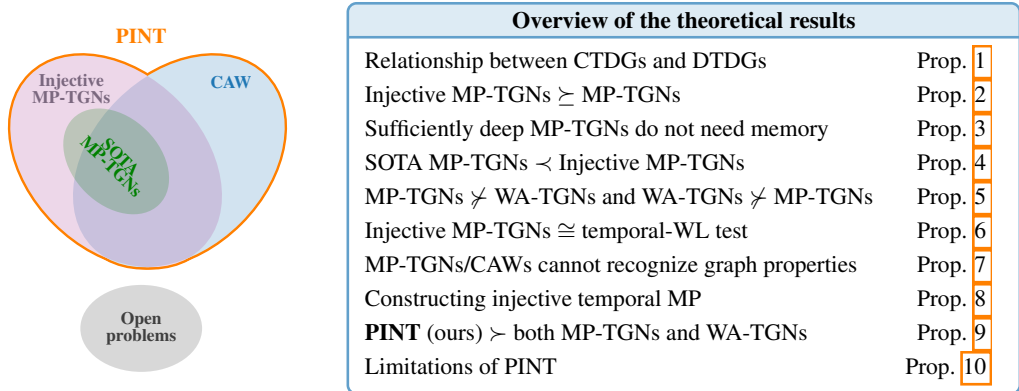 PINT
Injective
MP-TGNs
CAW
SOTA
MP-TGNs
Open
problems
Overview of the theoretical results
Relationship between CTDGs and DTDGs Prop. 1
Injective MP-TGNs ⪰ MP-TGNs Prop. 2
Sufficiently deep MP-TGNs do not need memory Prop. 3
SOTA MP-TGNs ≺ Injective MP-TGNs Prop. 4
MP-TGNs ⊁ WA-TGNs and WA-TGNs ⊁ MP-TGNs Prop. 5
Injective MP-TGNs ≅ temporal-WL test Prop. 6
MP-TGNs/CAWs cannot recognize graph properties Prop. 7
Constructing injective temporal MP Prop. 8
PINT (ours) ≻ both MP-TGNs and WA-TGNs Prop. 9
Limitations of PINT Prop. 10